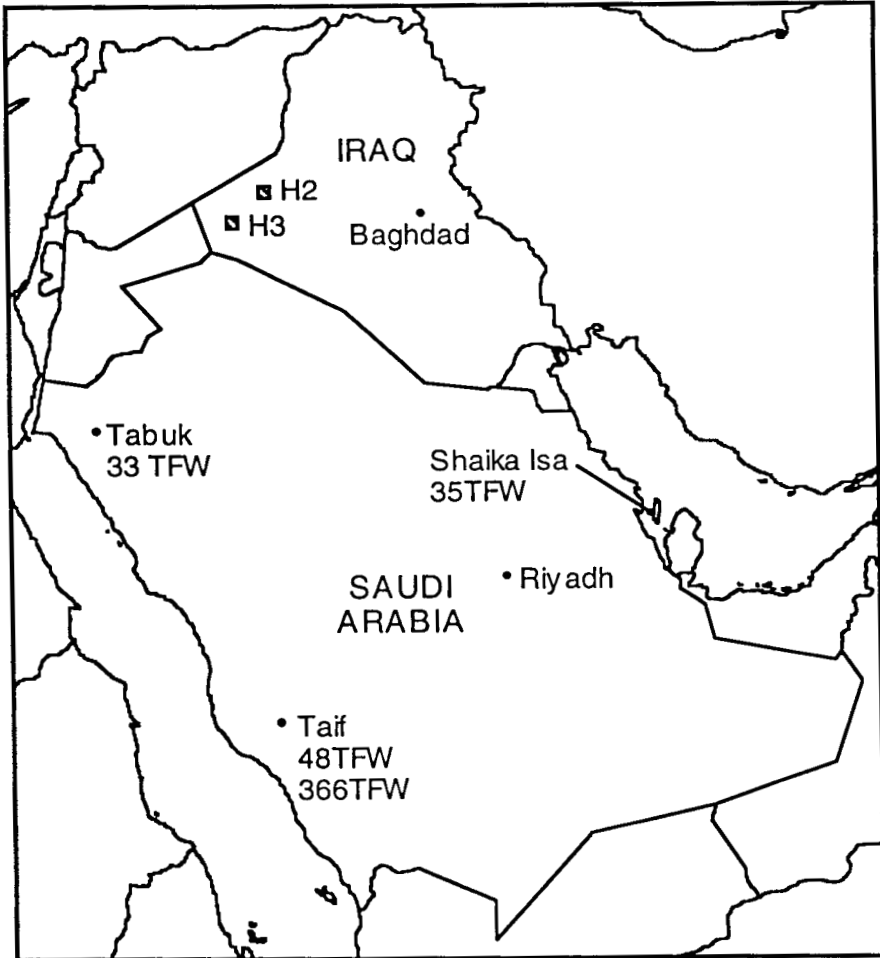 IRAQ
H2
H3
Baghdad
Tabuk
33 TFW
Shaika Isa
35TFW
Riyadh
SAUDI
ARABIA
Taif
48TFW
366TFW